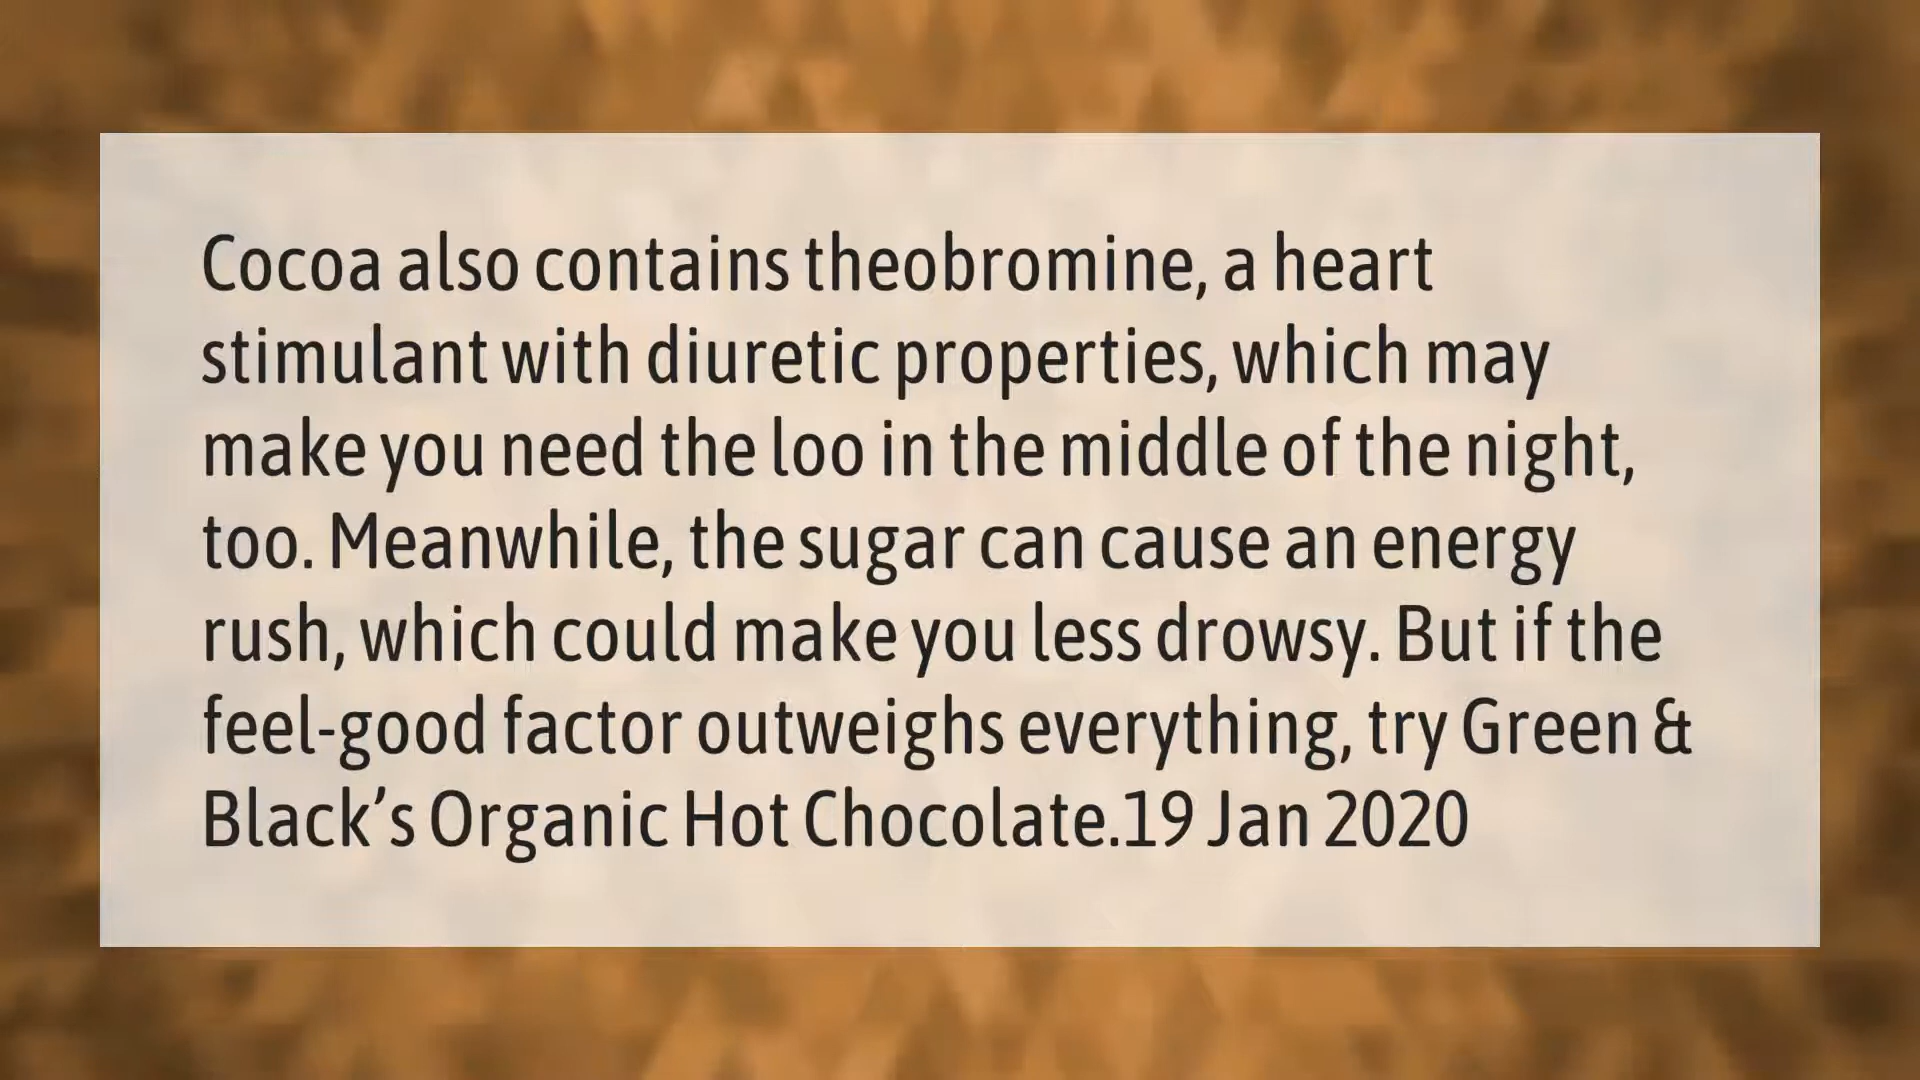 Cocoa also contains theobromine, a heart
stimulant with diuretic properties, which may
make you need the loo in the middle of the night,
too. Meanwhile, the sugar can cause an energy
rush, which could make you less drowsy. But if the
feel-good factor outweighs everything, try Green &
Black’s Organic Hot Chocolate.19 Jan 2020